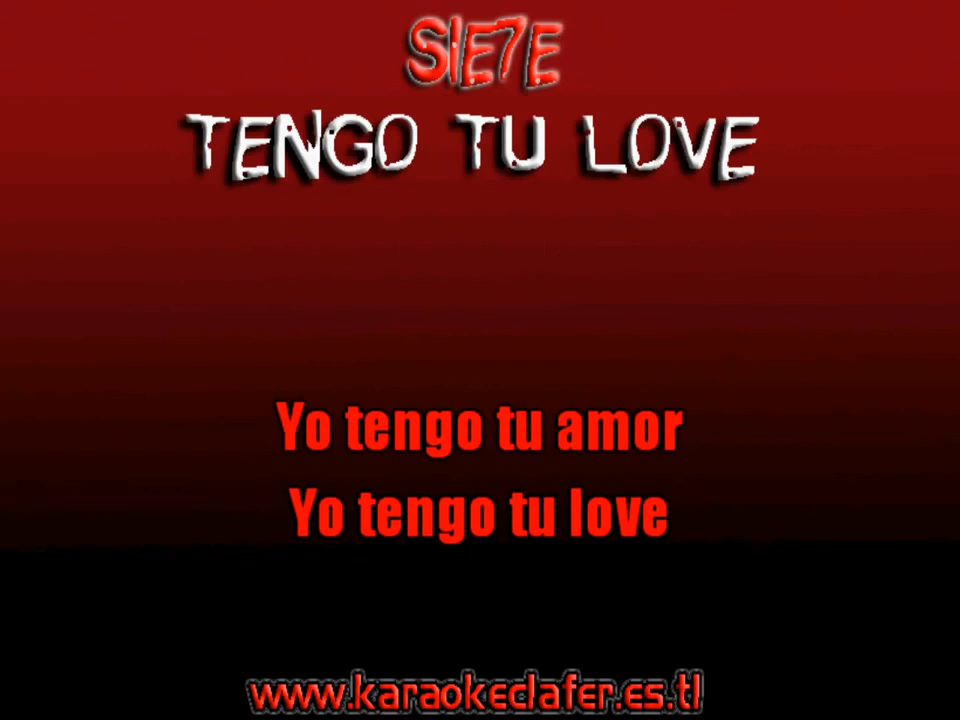 SIE7E
TENGO TU LOVE
Yo tengo tu amor
Yo tengo tu love
www.karaokedafer.es.tl